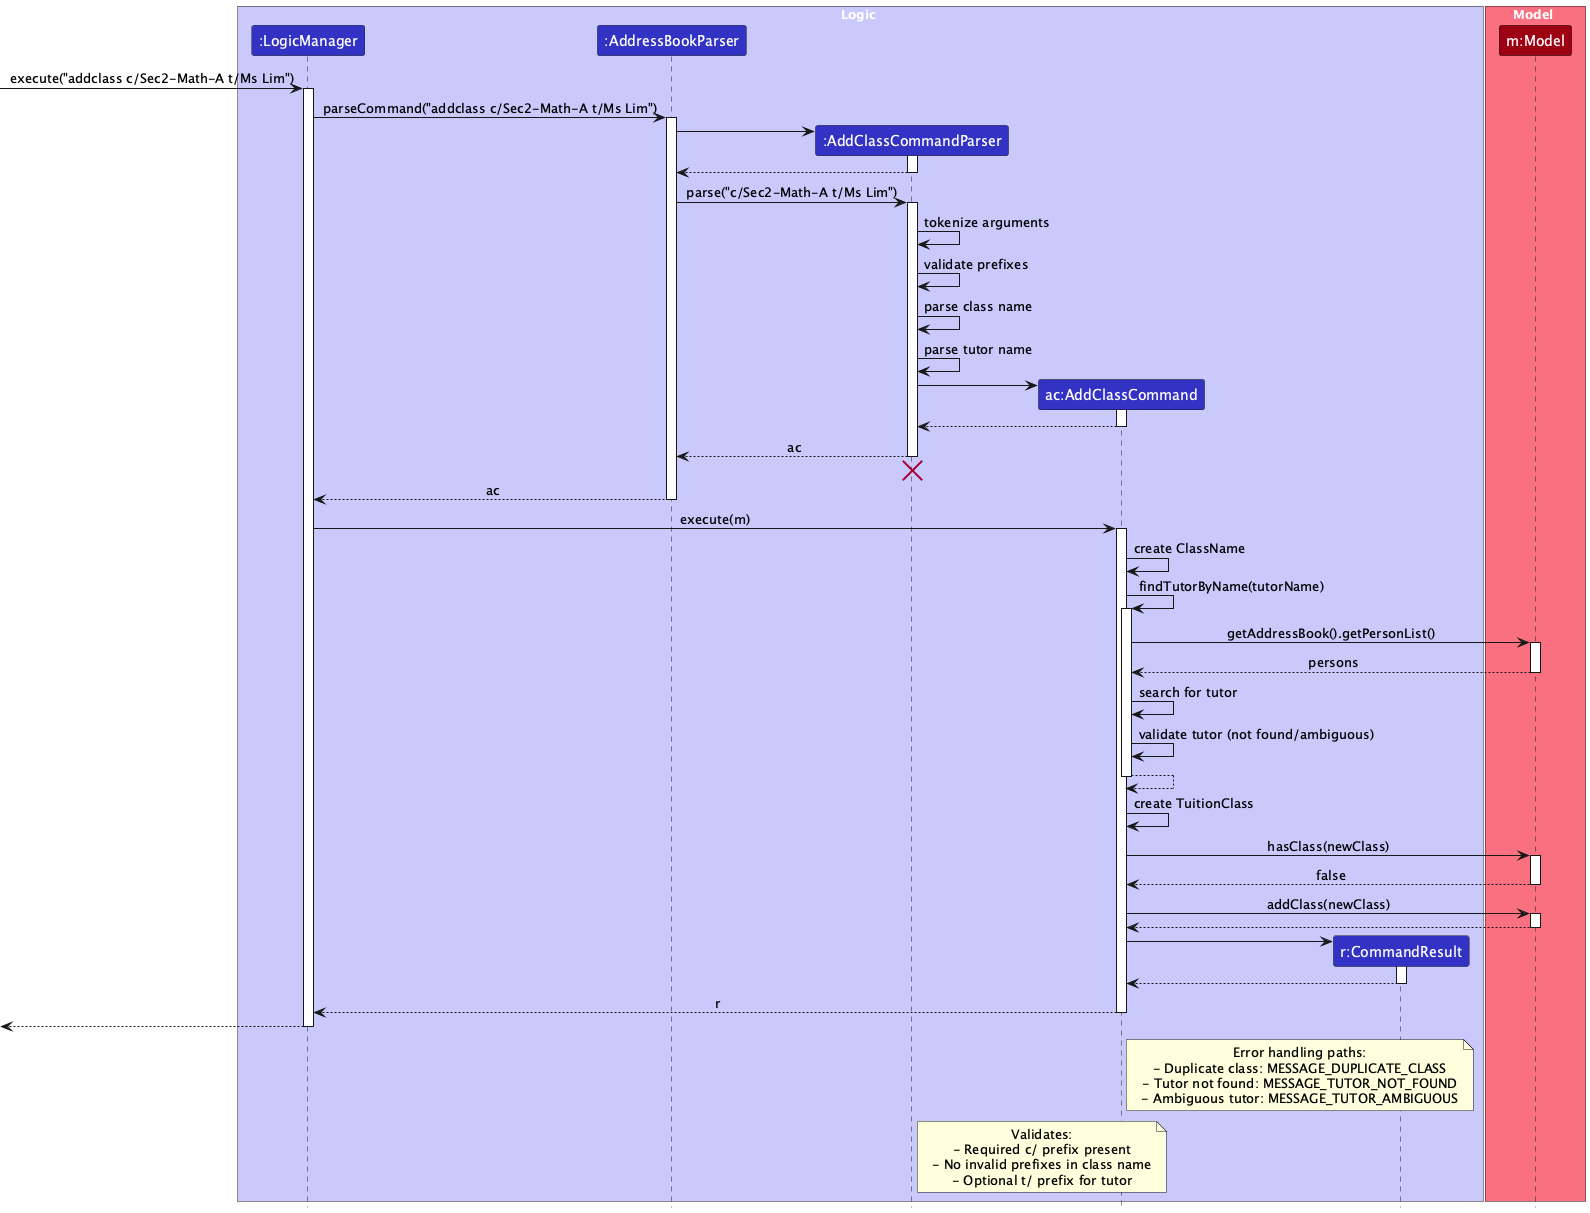 Logic
Model
:LogicManager
:AddressBookParser
m:Model
execute("addclass c/Sec2-Math-A t/Ms Lim")
parseCommand("addclass c/Sec2-Math-A t/Ms Lim")
:AddClassCommandParser
parse("c/Sec2-Math-A t/Ms Lim")
tokenize arguments
validate prefixes
parse class name
parse tutor name
ac:AddClassCommand
ac
ac
execute(m)
create ClassName
findTutorByName(tutorName)
getAddressBook().getPersonList()
persons
search for tutor
validate tutor (not found/ambiguous)
create TuitionClass
hasClass(newClass)
false
addClass(newClass)
r:CommandResult
r
Error handling paths:
- Duplicate class: MESSAGE_DUPLICATE_CLASS
- Tutor not found: MESSAGE_TUTOR_NOT_FOUND
- Ambiguous tutor: MESSAGE_TUTOR_AMBIGUOUS
Validates:
- Required c/ prefix present
- No invalid prefixes in class name
- Optional t/ prefix for tutor